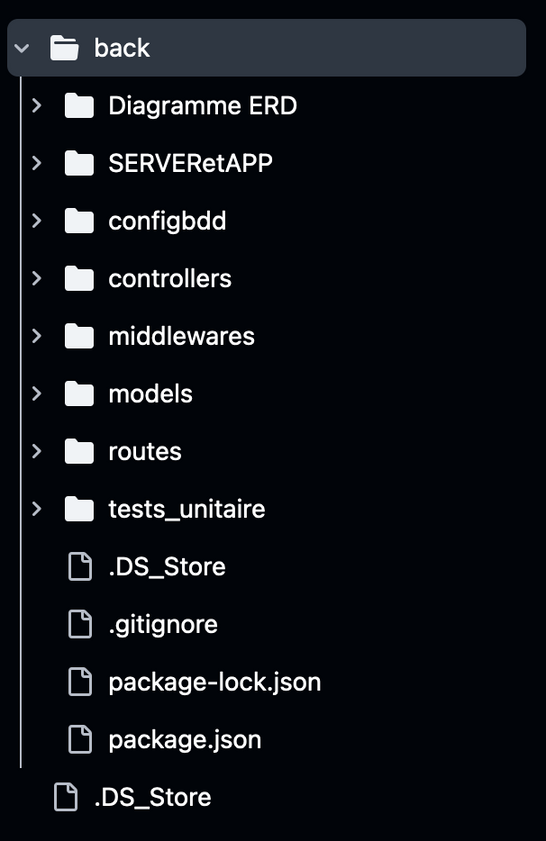 back
Diagramme ERD
SERVERetAPP
configbdd
controllers
middlewares
models
routes
tests_unitaire
.DS_Store
.gitignore
package-lock.json
package.json
.DS_Store